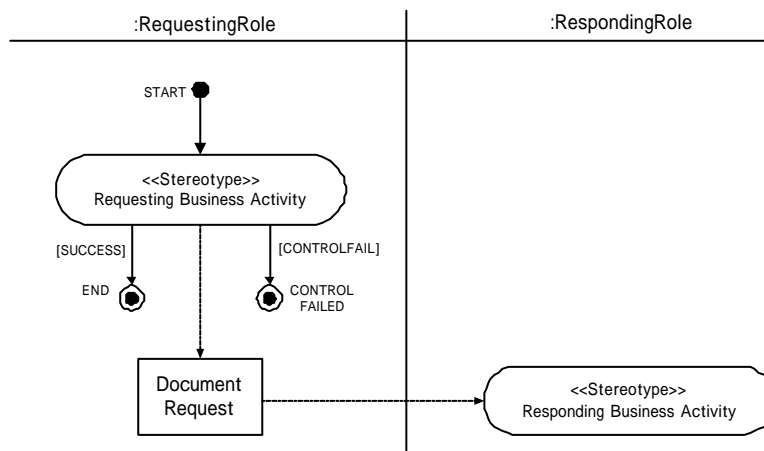 :RequestingRole
:RespondingRole
START
<<Stereotype>>
Requesting Business Activity
[SUCCESS]
[CONTROLFAIL]
END
CONTROL
FAILED
Document
Request
<<Stereotype>>
Responding Business Activity